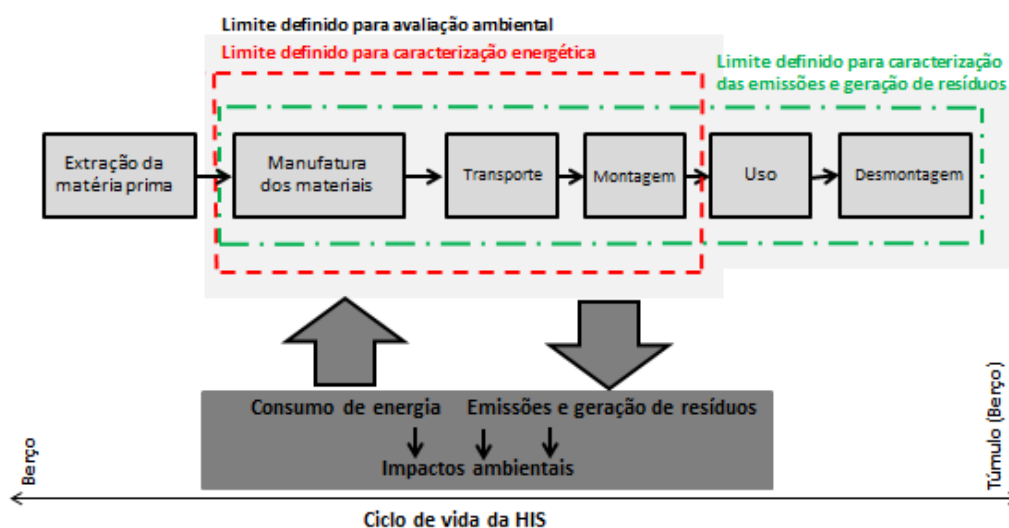 Limite definido para avaliação ambiental
Limite definido para caracterização energética
Limite definido para caracterização
das emissões e geração de resíduos
Extração da
matéria prima
Manufatura
dos materiais
Transporte
Montagem
Uso
Desmontagem
Consumo de energia
Emissões e geração de resíduos
Impactos ambientais
Berço
Túmulo (Berço)
Ciclo de vida da HIS